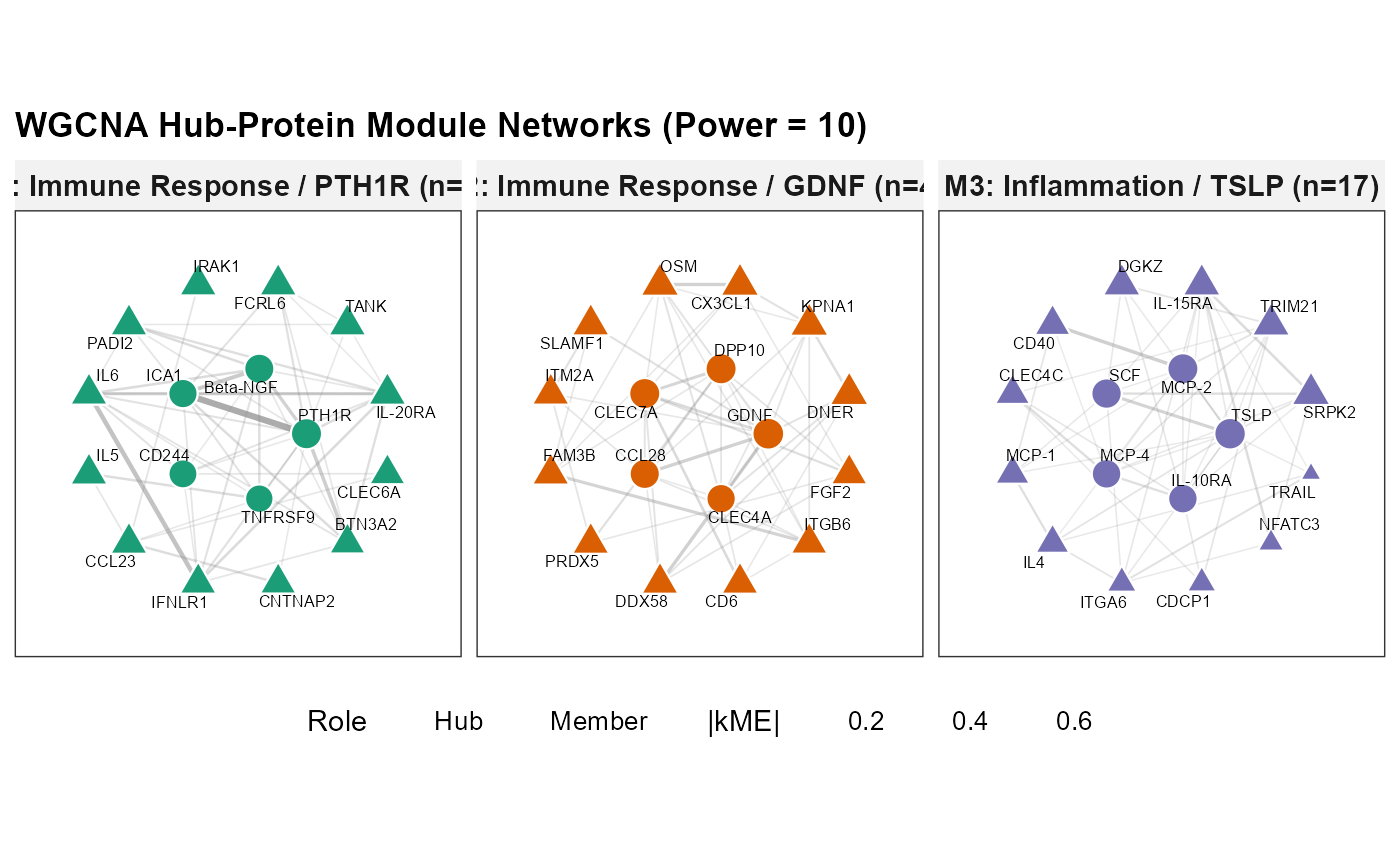 WGCNA Hub-Protein Module Networks (Power = 10)
: Immune Response / PTH1R (n=
2: Immune Response / GDNF (n=4
M3: Inflammation / TSLP (n=17)
IRAK1
FCRL6
TANK
PADI2
IL6
ICA1
Beta-NGF
PTH1R
IL-20RA
IL5
CD244
CLEC6A
TNFRSF9
BTN3A2
CCL23
IFNLR1
CNTNAP2
OSM
CX3CL1
KPNA1
SLAMF1
DPP10
ITM2A
CLEC7A
GDNF
DNER
FAM3B
CCL28
FGF2
CLEC4A
ITGB6
PRDX5
DDX58
CD6
DGKZ
IL-15RA
TRIM21
CD40
CLEC4C
SCF
MCP-2
TSLP
SRPK2
MCP-1
MCP-4
IL-10RA
TRAIL
NFATC3
IL4
ITGA6
CDCP1
Role Hub Member |kME| 0.2 0.4 0.6